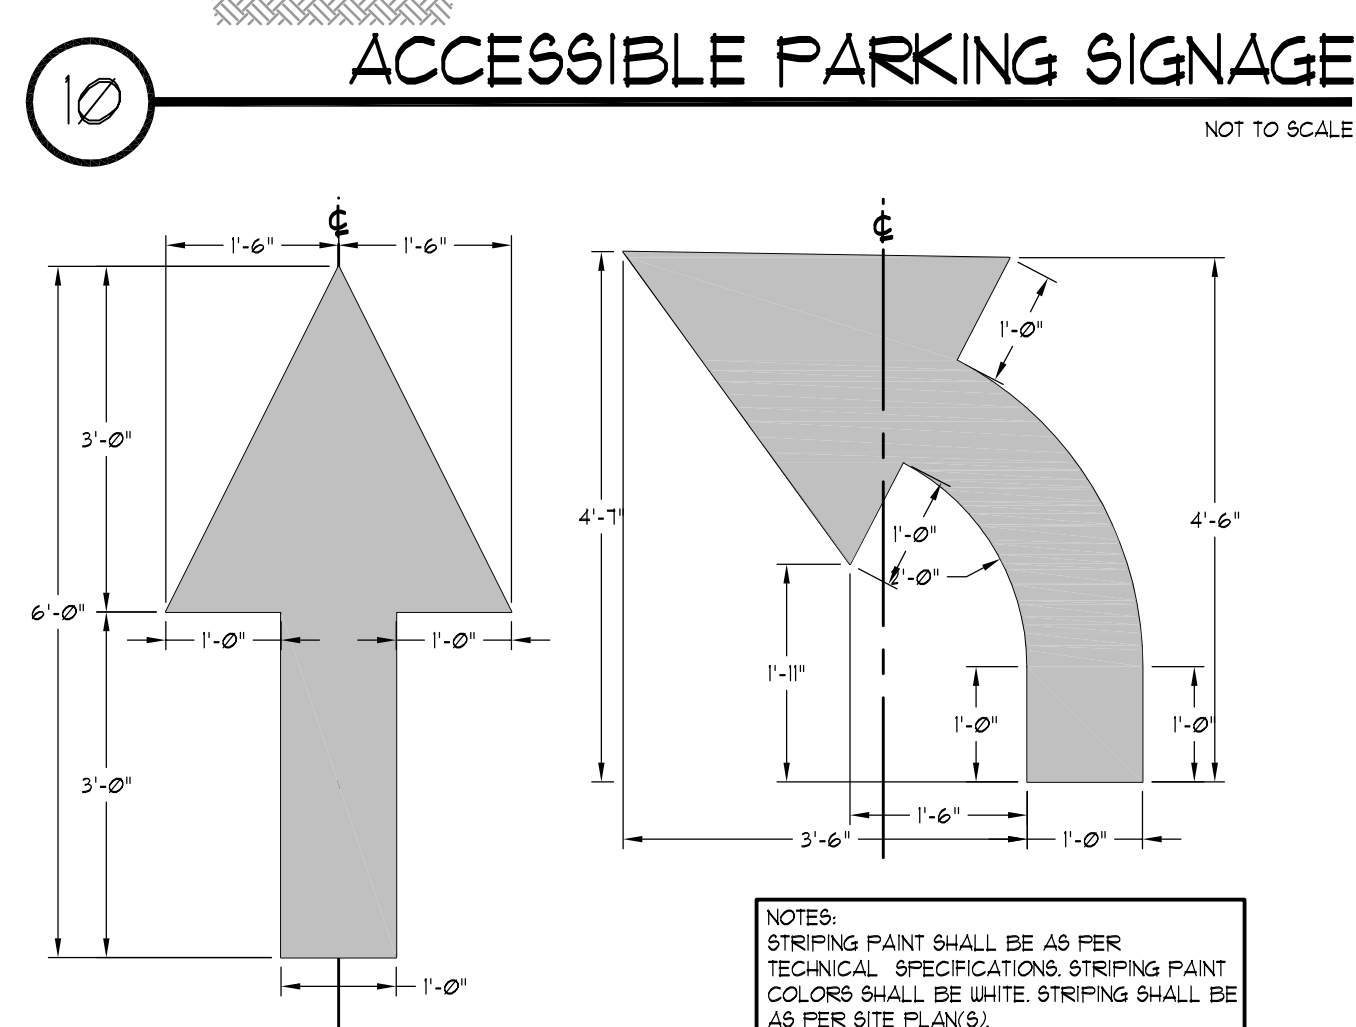 10
ACCESSIBLE PARKING SIGNAGE
NOT TO SCALE
℄
1'-6" 1'-6"
3'-0"
6'-0"
1'-0" 1'-0"
3'-0"
1'-0"
℄
1'-0"
4'-7"
4'-6"
1'-0"
2'-0"
1'-11"
1'-0" 1'-0"
1'-6"
3'-6" 1'-0"
NOTES:
STRIPING PAINT SHALL BE AS PER
TECHNICAL SPECIFICATIONS. STRIPING PAINT
COLORS SHALL BE WHITE. STRIPING SHALL BE
AS PER SITE PLAN(S).